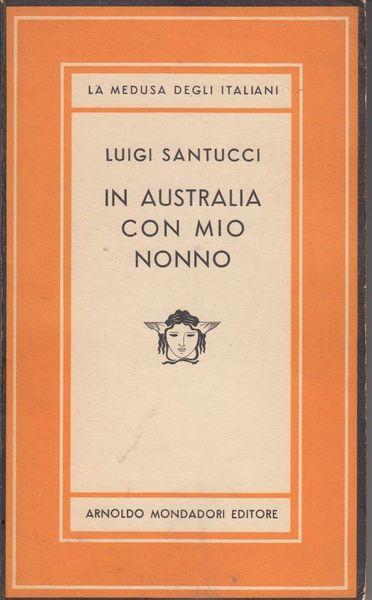 LA MEDUSA DEGLI ITALIANI
LUIGI SANTUCCI
IN AUSTRALIA
CON MIO
NONNO
ARNOLDO MONDADORI EDITORE